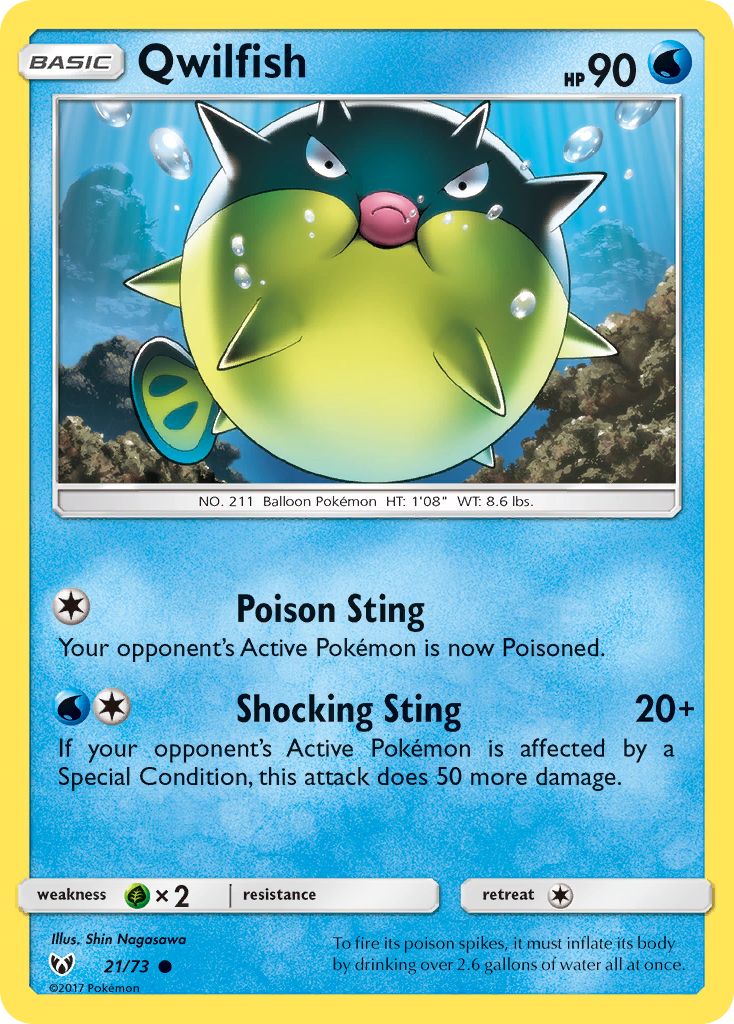 BASIC Qwilfish HP 90
NO. 211 Balloon Pokémon HT: 1'08" WT: 8.6 lbs.
Poison Sting
Your opponent's Active Pokémon is now Poisoned.
Shocking Sting 20+
If your opponent's Active Pokémon is affected by a
Special Condition, this attack does 50 more damage.
weakness ×2 resistance retreat
Illus. Shin Nagasawa
21/73
©2017 Pokémon
To fire its poison spikes, it must inflate its body
by drinking over 2.6 gallons of water all at once.